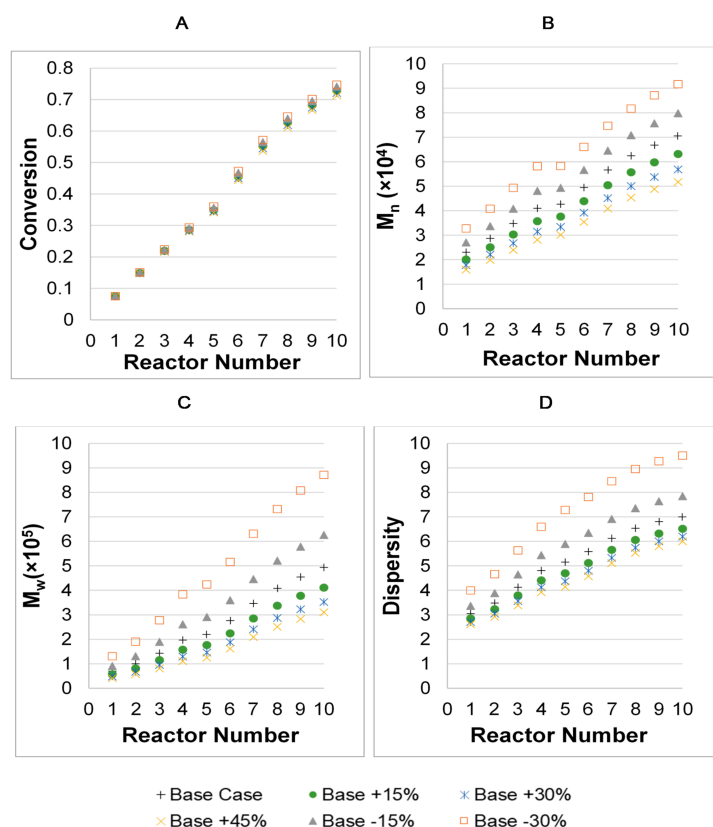 A
0.8
0.7
0.6
0.5
0.4
0.3
0.2
0.1
0
Conversion
0 1 2 3 4 5 6 7 8 9 10
Reactor Number
B
10
9
8
7
6
5
4
3
2
1
0
Mₙ (×10⁴)
0 1 2 3 4 5 6 7 8 9 10
Reactor Number
C
10
9
8
7
6
5
4
3
2
1
0
M_w(×10⁵)
0 1 2 3 4 5 6 7 8 9 10
Reactor Number
D
10
9
8
7
6
5
4
3
2
1
0
Dispersity
0 1 2 3 4 5 6 7 8 9 10
Reactor Number
Base Case Base +15% Base +30%
Base +45% Base -15% Base -30%